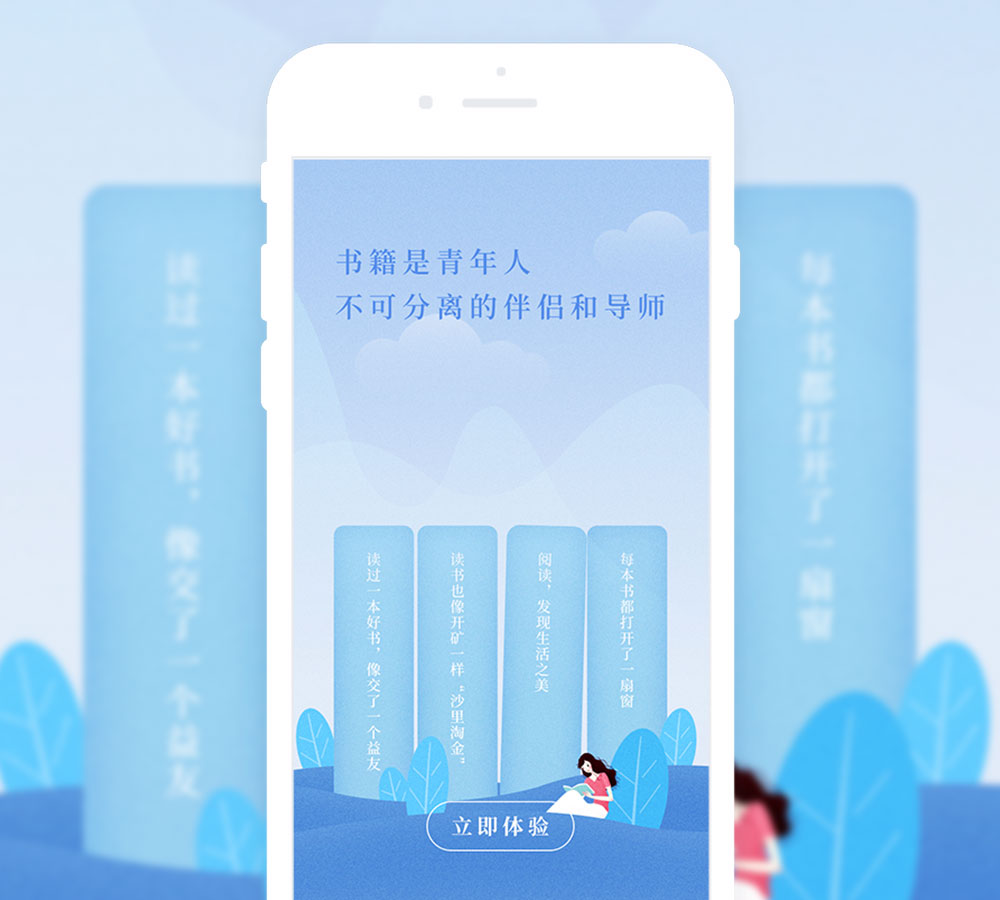 书籍是青年人
不可分离的伴侣和导师
读过一本好书，像交了一个益友
读书也像开矿一样“沙里淘金”
阅读，发现生活之美
每本书都打开了一扇窗
立即体验
读过一本好书，像交了一个益友
每本书都打开了一扇窗